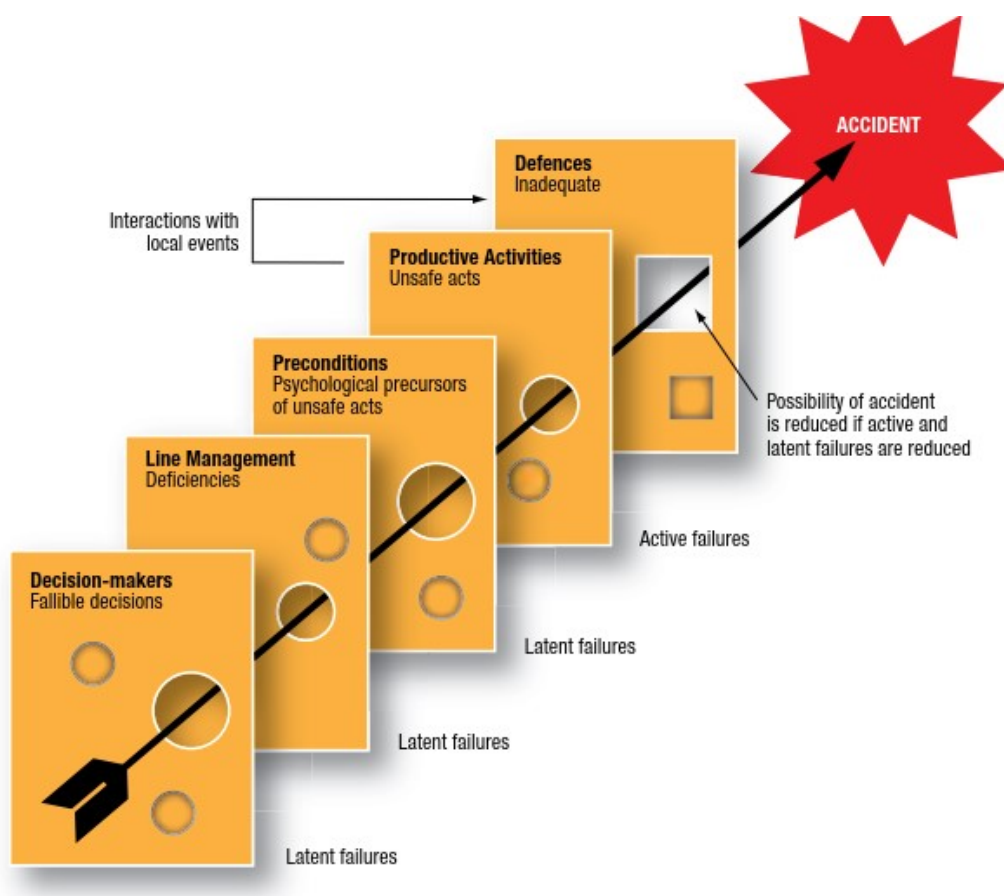 ACCIDENT
Defences
Inadequate
Interactions with
local events
Productive Activities
Unsafe acts
Preconditions
Psychological precursors
of unsafe acts
Possibility of accident
is reduced if active and
latent failures are reduced
Line Management
Deficiencies
Active failures
Decision-makers
Fallible decisions
Latent failures
Latent failures
Latent failures